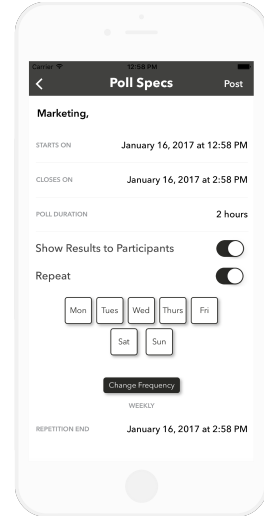 Carrier 12:58 PM
Poll Specs Post
Marketing,
STARTS ON January 16, 2017 at 12:58 PM
CLOSES ON January 16, 2017 at 2:58 PM
POLL DURATION 2 hours
Show Results to Participants
Repeat
Mon Tues Wed Thurs Fri
Sat Sun
Change Frequency
WEEKLY
REPETITION END January 16, 2017 at 2:58 PM